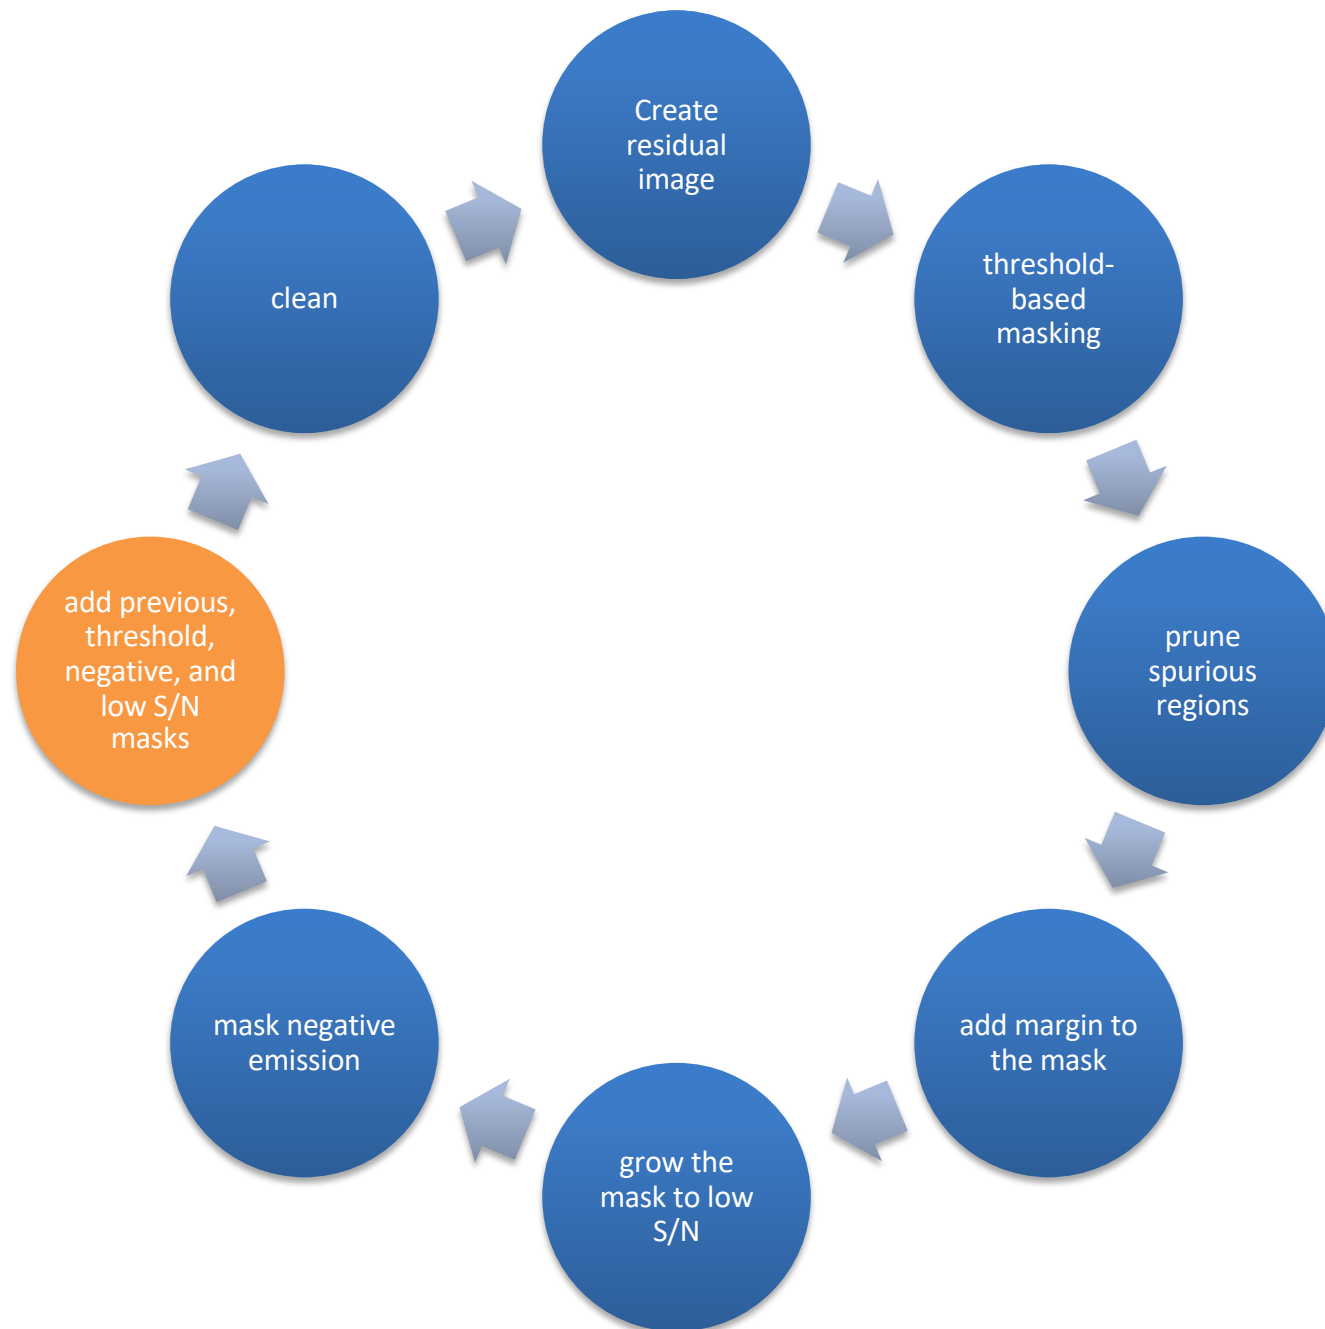 Create
residual
image
threshold-
based
masking
prune
spurious
regions
add margin to
the mask
grow the
mask to low
S/N
mask negative
emission
add previous,
threshold,
negative, and
low S/N
masks
clean